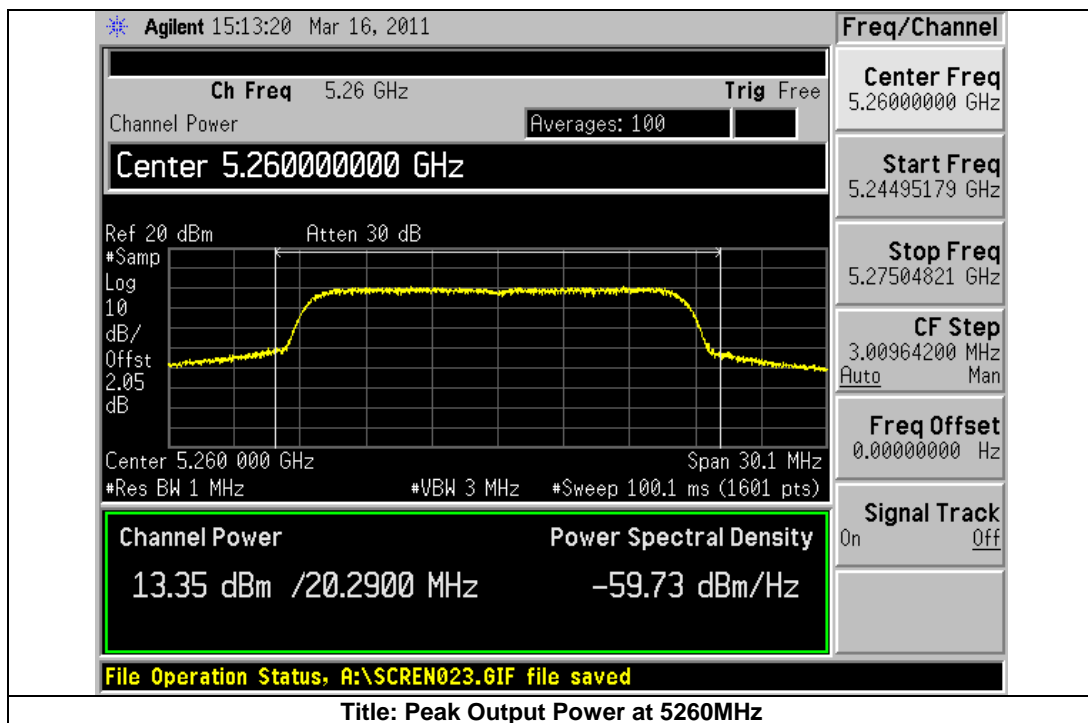 Agilent 15:13:20 Mar 16, 2011
Freq/Channel
Ch Freq 5.26 GHz Trig Free
Channel Power Averages: 100
Center 5.260000000 GHz
Ref 20 dBm Atten 30 dB
#Samp
Log
10
dB/
Offst
2.05
dB
Center 5.260 000 GHz Span 30.1 MHz
#Res BW 1 MHz #VBW 3 MHz #Sweep 100.1 ms (1601 pts)
Channel Power Power Spectral Density
13.35 dBm /20.2900 MHz -59.73 dBm/Hz
File Operation Status, A:\SCREN023.GIF file saved
Center Freq
5.26000000 GHz
Start Freq
5.24495179 GHz
Stop Freq
5.27504821 GHz
CF Step
3.00964200 MHz
Auto Man
Freq Offset
0.00000000 Hz
Signal Track
On Off
Title: Peak Output Power at 5260MHz